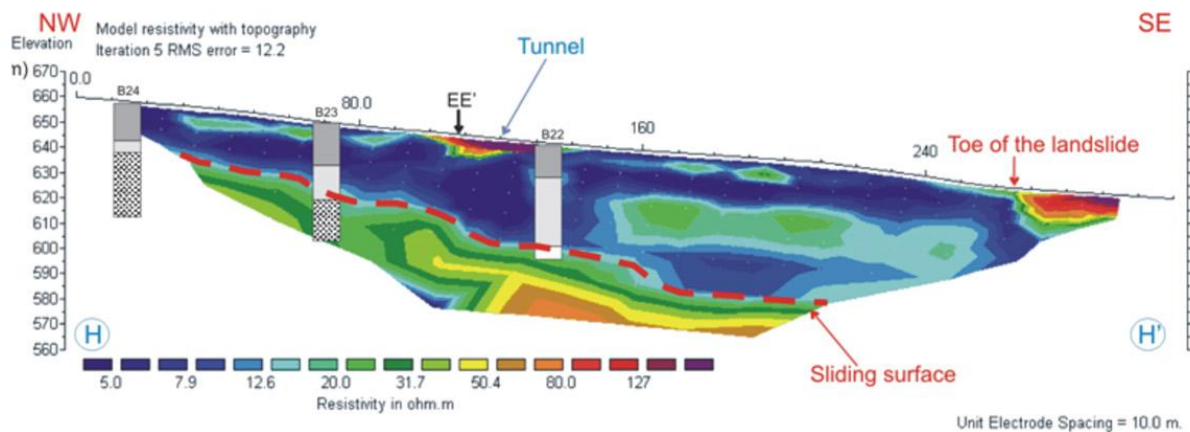 NW
Model resistivity with topography
SE
Iteration 5 RMS error = 12.2
Elevation
Tunnel
n)
670
0.0
660
B24
B23
80.0
EE'
650
B22
160
640
240
Toe of the landslide
630
620
610
600
590
580
570
H
H'
560
5.0 7.9 12.6 20.0 31.7 50.4 80.0 127
Sliding surface
Resistivity in ohm.m
Unit Electrode Spacing = 10.0 m.